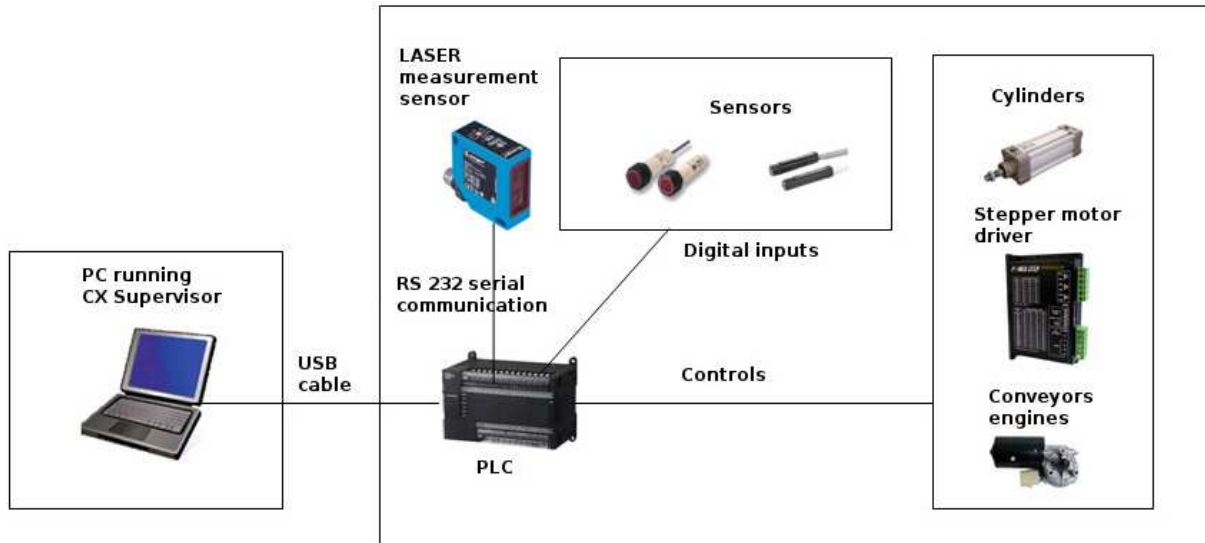 LASER
measurement
sensor
Sensors
Cylinders
Stepper motor
driver
Digital inputs
PC running
CX Supervisor
RS 232 serial
communication
USB
cable
Controls
Conveyors
engines
PLC